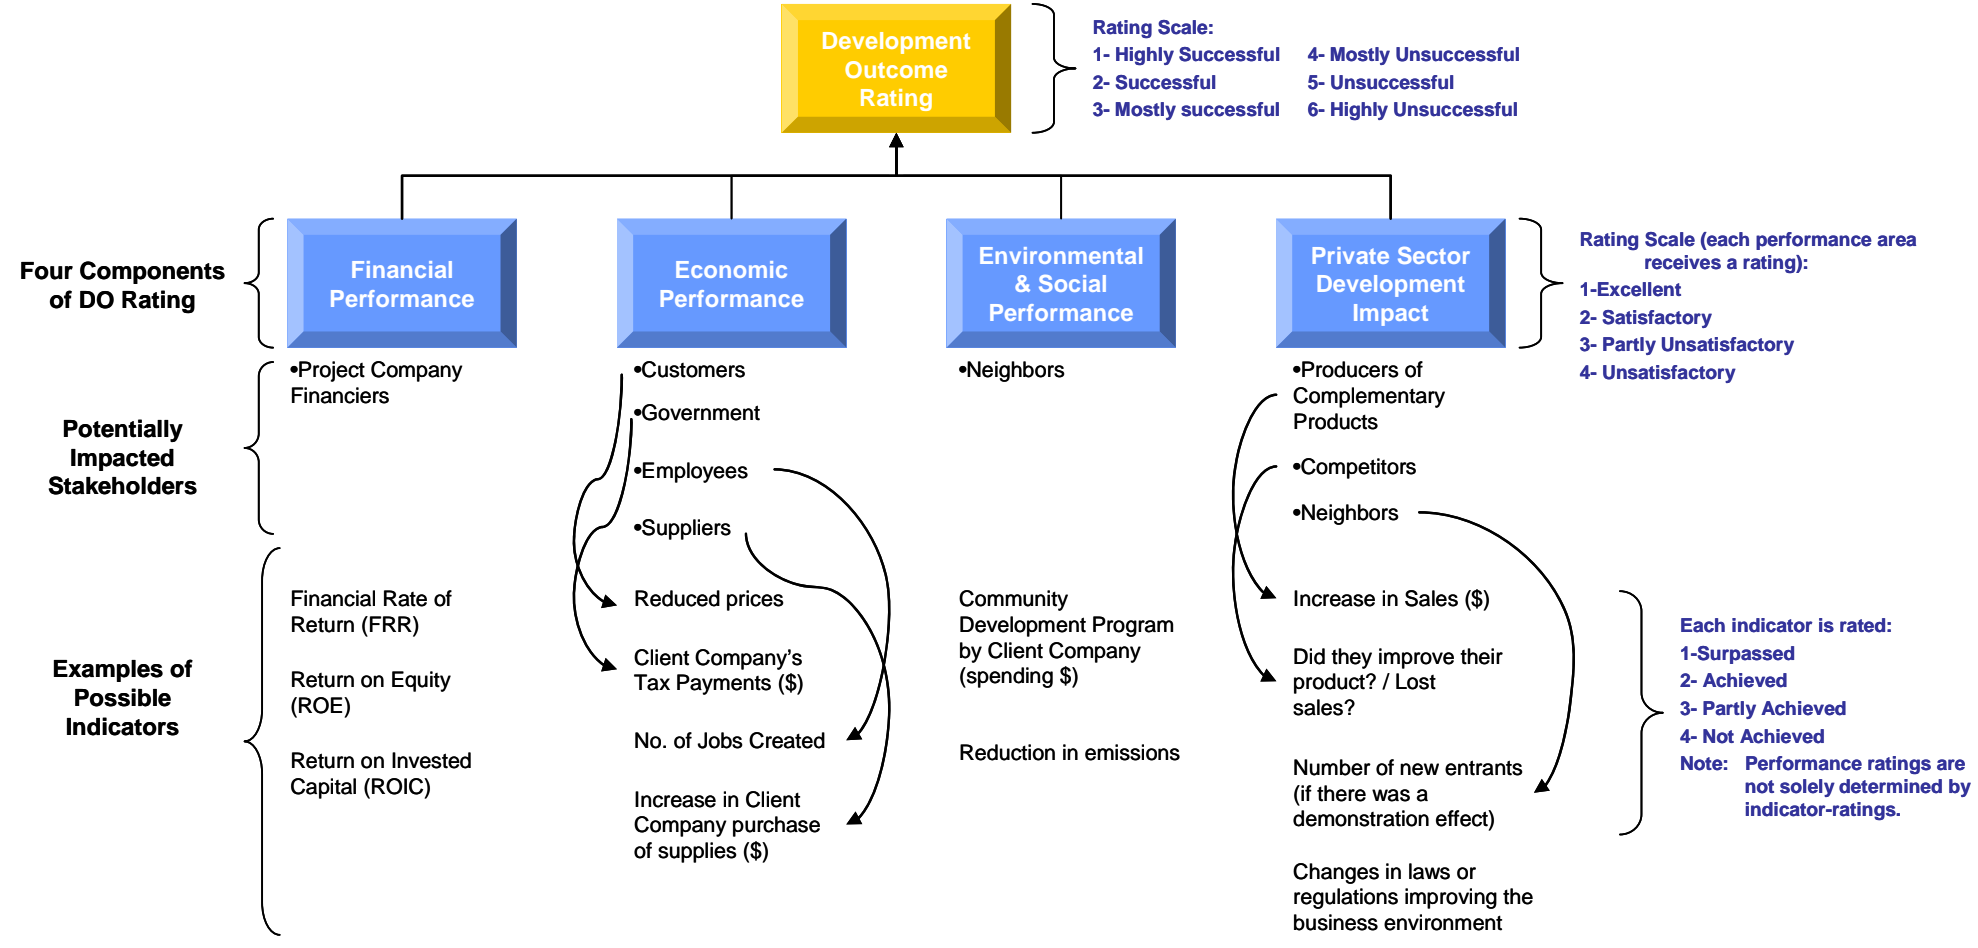 Development
Outcome
Rating
Rating Scale:
1- Highly Successful
2- Successful
3- Mostly successful
4- Mostly Unsuccessful
5- Unsuccessful
6- Highly Unsuccessful
Four Components
of DO Rating
Financial
Performance
Economic
Performance
Environmental
& Social
Performance
Private Sector
Development
Impact
Rating Scale (each performance area
receives a rating):
1-Excellent
2- Satisfactory
3- Partly Unsatisfactory
4- Unsatisfactory
Potentially
Impacted
Stakeholders
•Project Company
Financiers
•Customers
•Government
•Employees
•Suppliers
•Neighbors
•Producers of
Complementary
Products
•Competitors
•Neighbors
Examples of
Possible
Indicators
Financial Rate of
Return (FRR)
Return on Equity
(ROE)
Return on Invested
Capital (ROIC)
Reduced prices
Client Company’s
Tax Payments ($)
No. of Jobs Created
Increase in Client
Company purchase
of supplies ($)
Community
Development Program
by Client Company
(spending $)
Reduction in emissions
Increase in Sales ($)
Did they improve their
product? / Lost
sales?
Number of new entrants
(if there was a
demonstration effect)
Changes in laws or
regulations improving the
business environment
Each indicator is rated:
1-Surpassed
2- Achieved
3- Partly Achieved
4- Not Achieved
Note: Performance ratings are
not solely determined by
indicator-ratings.